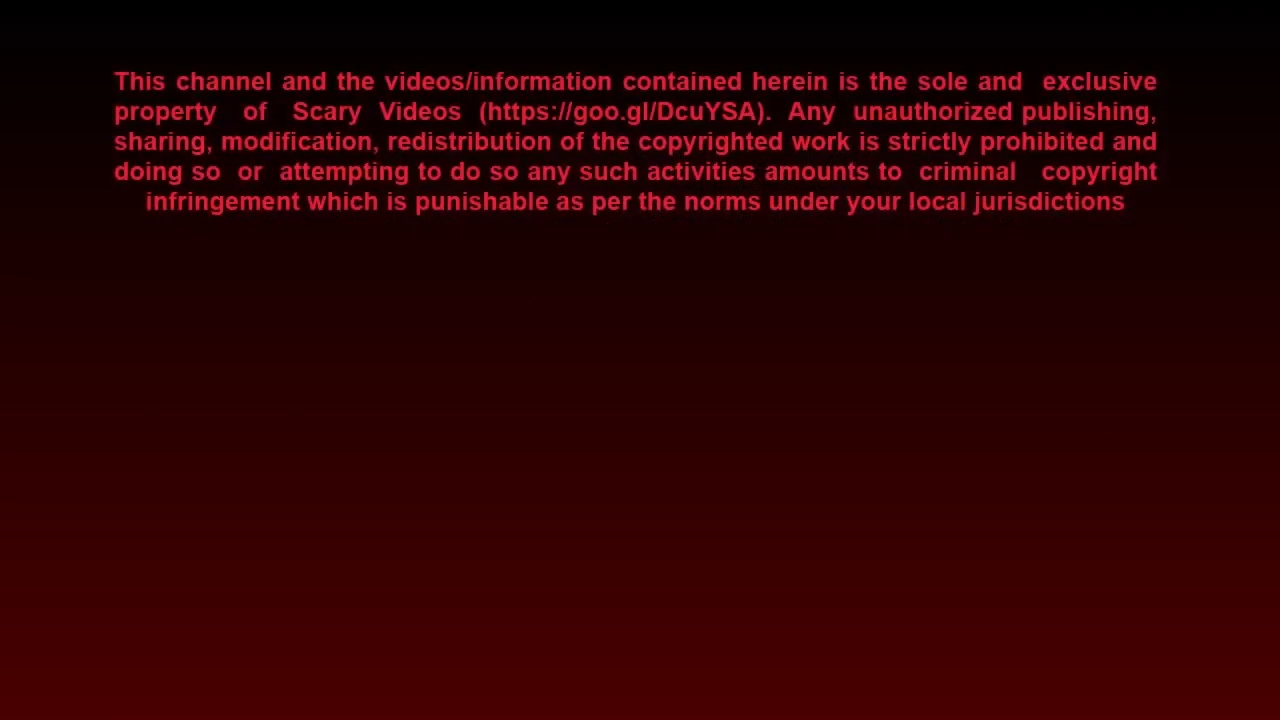 This channel and the videos/information contained herein is the sole and exclusive
property of Scary Videos (https://goo.gl/DcuYSA). Any unauthorized publishing,
sharing, modification, redistribution of the copyrighted work is strictly prohibited and
doing so or attempting to do so any such activities amounts to criminal copyright
infringement which is punishable as per the norms under your local jurisdictions